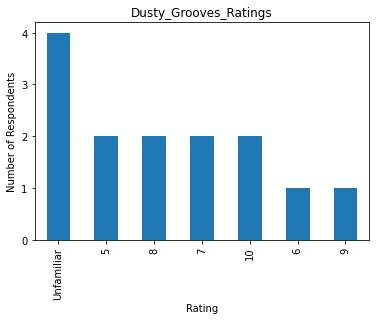 Dusty_Grooves_Ratings
Number of Respondents
4
3
2
1
0
Unfamiliar
5
8
7
10
6
9
Rating